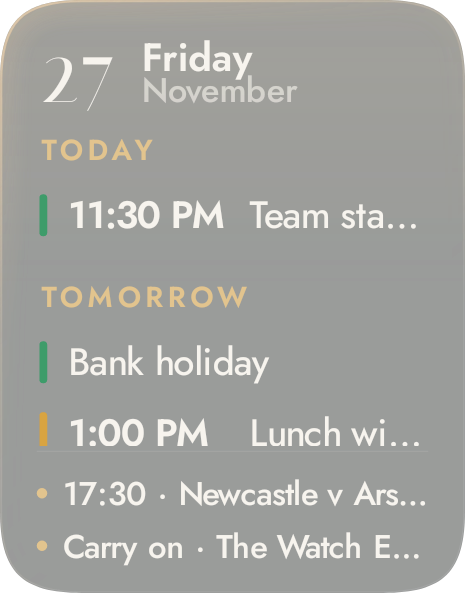 27 Friday
November
TODAY
11:30 PM Team sta...
TOMORROW
Bank holiday
1:00 PM Lunch wi...
• 17:30 · Newcastle v Ars...
• Carry on · The Watch E...